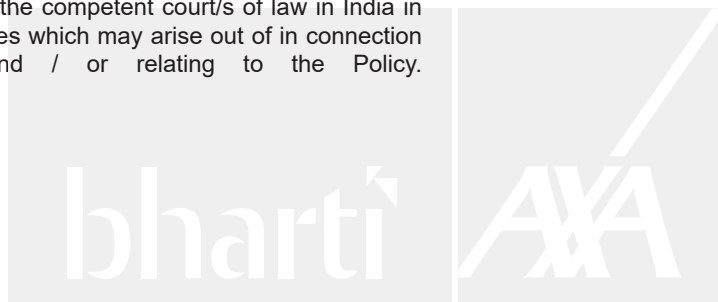 the competent court/s of law in India in
es which may arise out of in connection
nd / or relating to the Policy.
bharti AXA